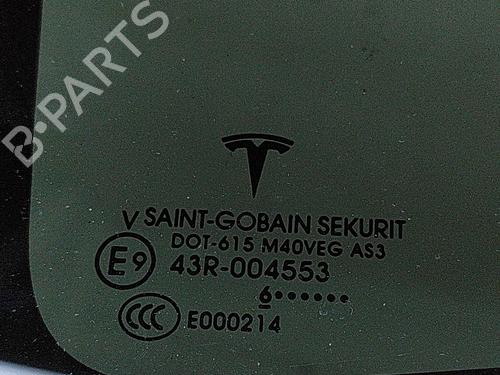 B-PARTS
V SAINT-GOBAIN SEKURIT
DOT-615 M40VEG AS3
E9 43R-004553
6••••••
CCC E000214